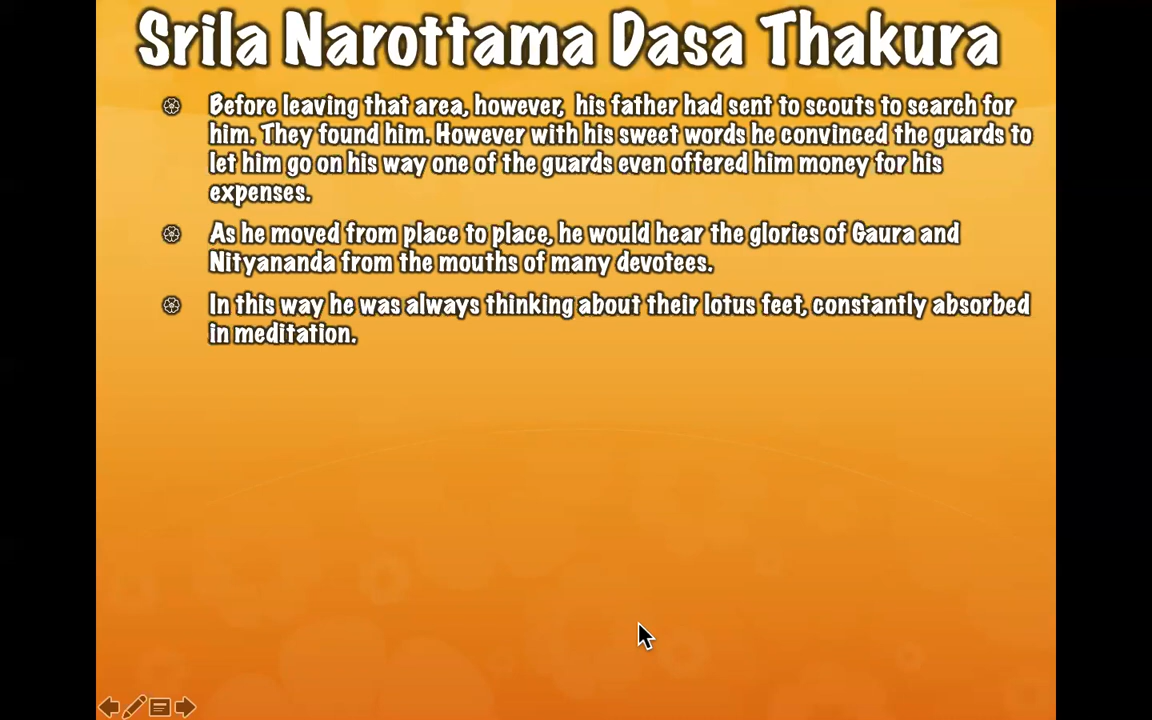 Srila Narottama Dasa Thakura
Before leaving that area, however,  his father had sent to scouts to search for
him. They found him. However with his sweet words he convinced the guards to
let him go on his way one of the guards even offered him money for his
expenses.
As he moved from place to place, he would hear the glories of Gaura and
Nityananda from the mouths of many devotees.
In this way he was always thinking about their lotus feet, constantly absorbed
in meditation.